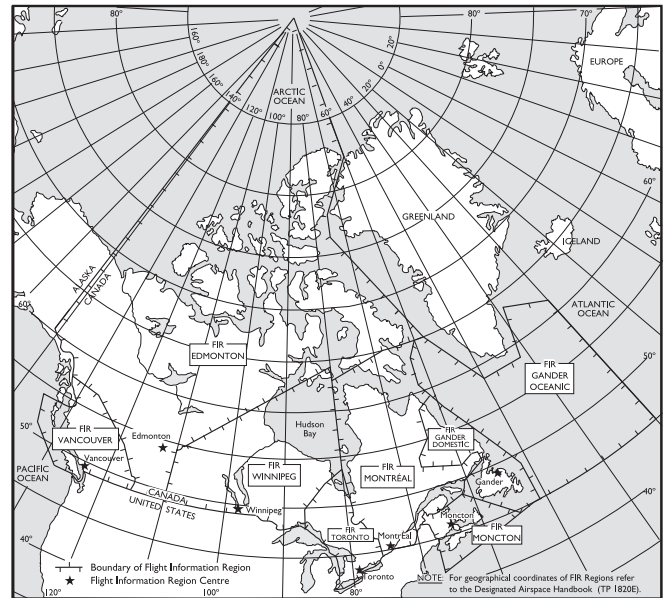 80°
80°
70°
160°
180°
160°
140°
120°
100°
80°
60°
40°
20°
0°
20°
EUROPE
ARCTIC
OCEAN
60°
GREENLAND
ICELAND
ALASKA
CANADA
60°
ATLANTIC
OCEAN
FIR
EDMONTON
50°
FIR
GANDER
OCEANIC
50°
FIR
VANCOUVER
Edmonton
Hudson
Bay
FIR
GANDER
DOMESTIC
Vancouver
PACIFIC
OCEAN
FIR
WINNIPEG
FIR
MONTRÉAL
Gander
40°
CANADA
UNITED STATES
Winnipeg
Moncton
FIR
TORONTO
Montréal
FIR
MONCTON
40°
Boundary of Flight Information Region
Flight Information Region Centre
Toronto
NOTE: For geographical coordinates of FIR Regions refer
to the Designated Airspace Handbook (TP 1820E).
120°
100°
80°